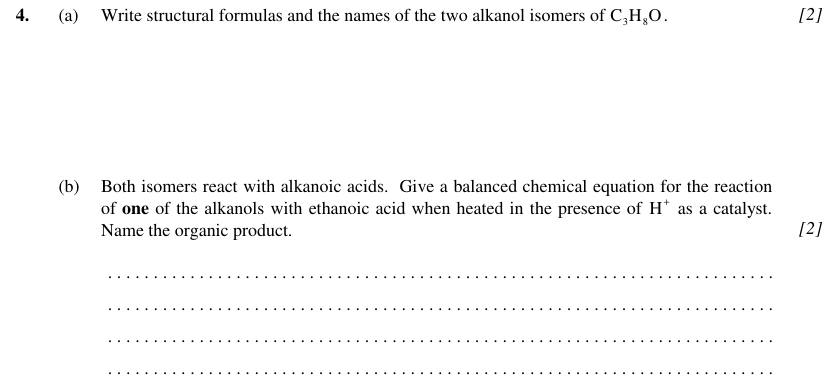 4. (a) Write structural formulas and the names of the two alkanol isomers of C₃H₈O. [2]
(b) Both isomers react with alkanoic acids. Give a balanced chemical equation for the reaction
of one of the alkanols with ethanoic acid when heated in the presence of H⁺ as a catalyst.
Name the organic product. [2]